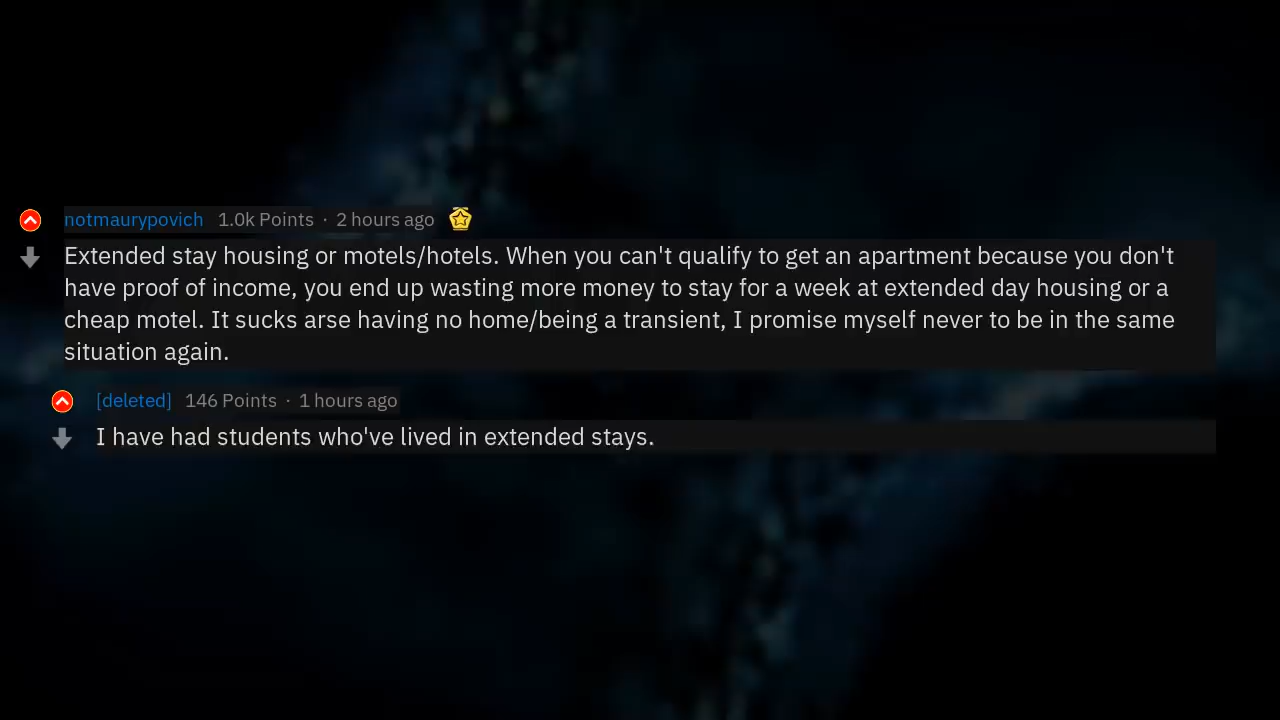 notmaurypovich 1.0k Points · 2 hours ago
Extended stay housing or motels/hotels. When you can't qualify to get an apartment because you don't
have proof of income, you end up wasting more money to stay for a week at extended day housing or a
cheap motel. It sucks arse having no home/being a transient, I promise myself never to be in the same
situation again.
[deleted] 146 Points · 1 hours ago
I have had students who've lived in extended stays.